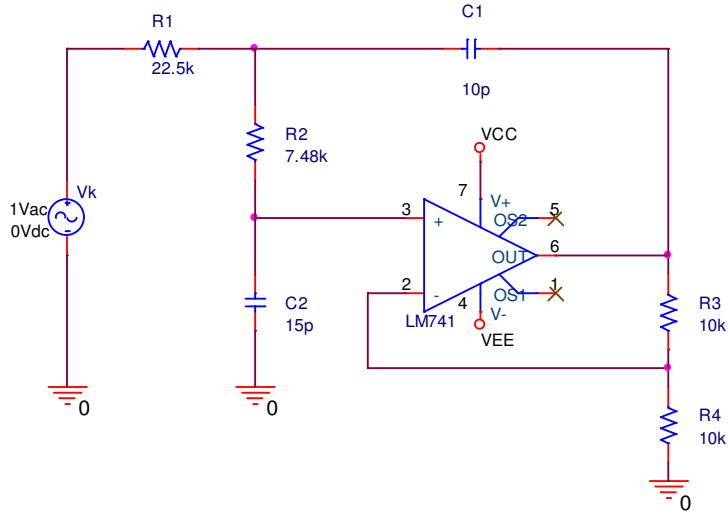 R1
22.5k
C1
10p
R2
7.48k
VCC
7
V+
5
OS2
3
+
6
OUT
2
-
1
OS1
4
V-
LM741
VEE
Vk
1Vac
0Vdc
+
-
C2
15p
R3
10k
R4
10k
0
0
0